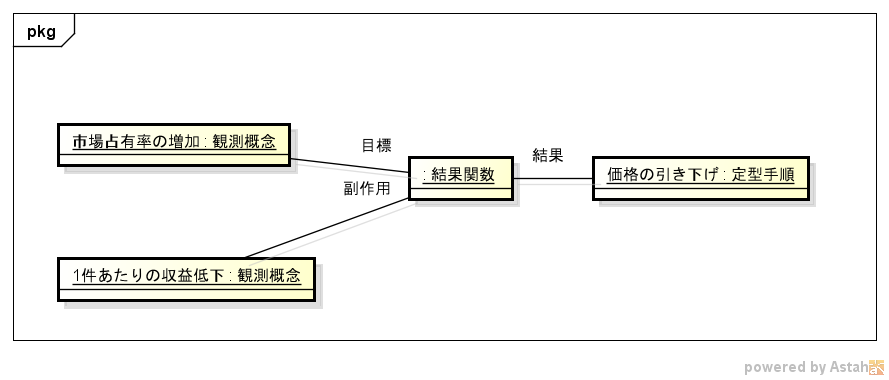 pkg
市場占有率の増加 : 観測概念
目標
結果
: 結果関数
価格の引き下げ : 定型手順
副作用
1件あたりの収益低下 : 観測概念
powered by Astah